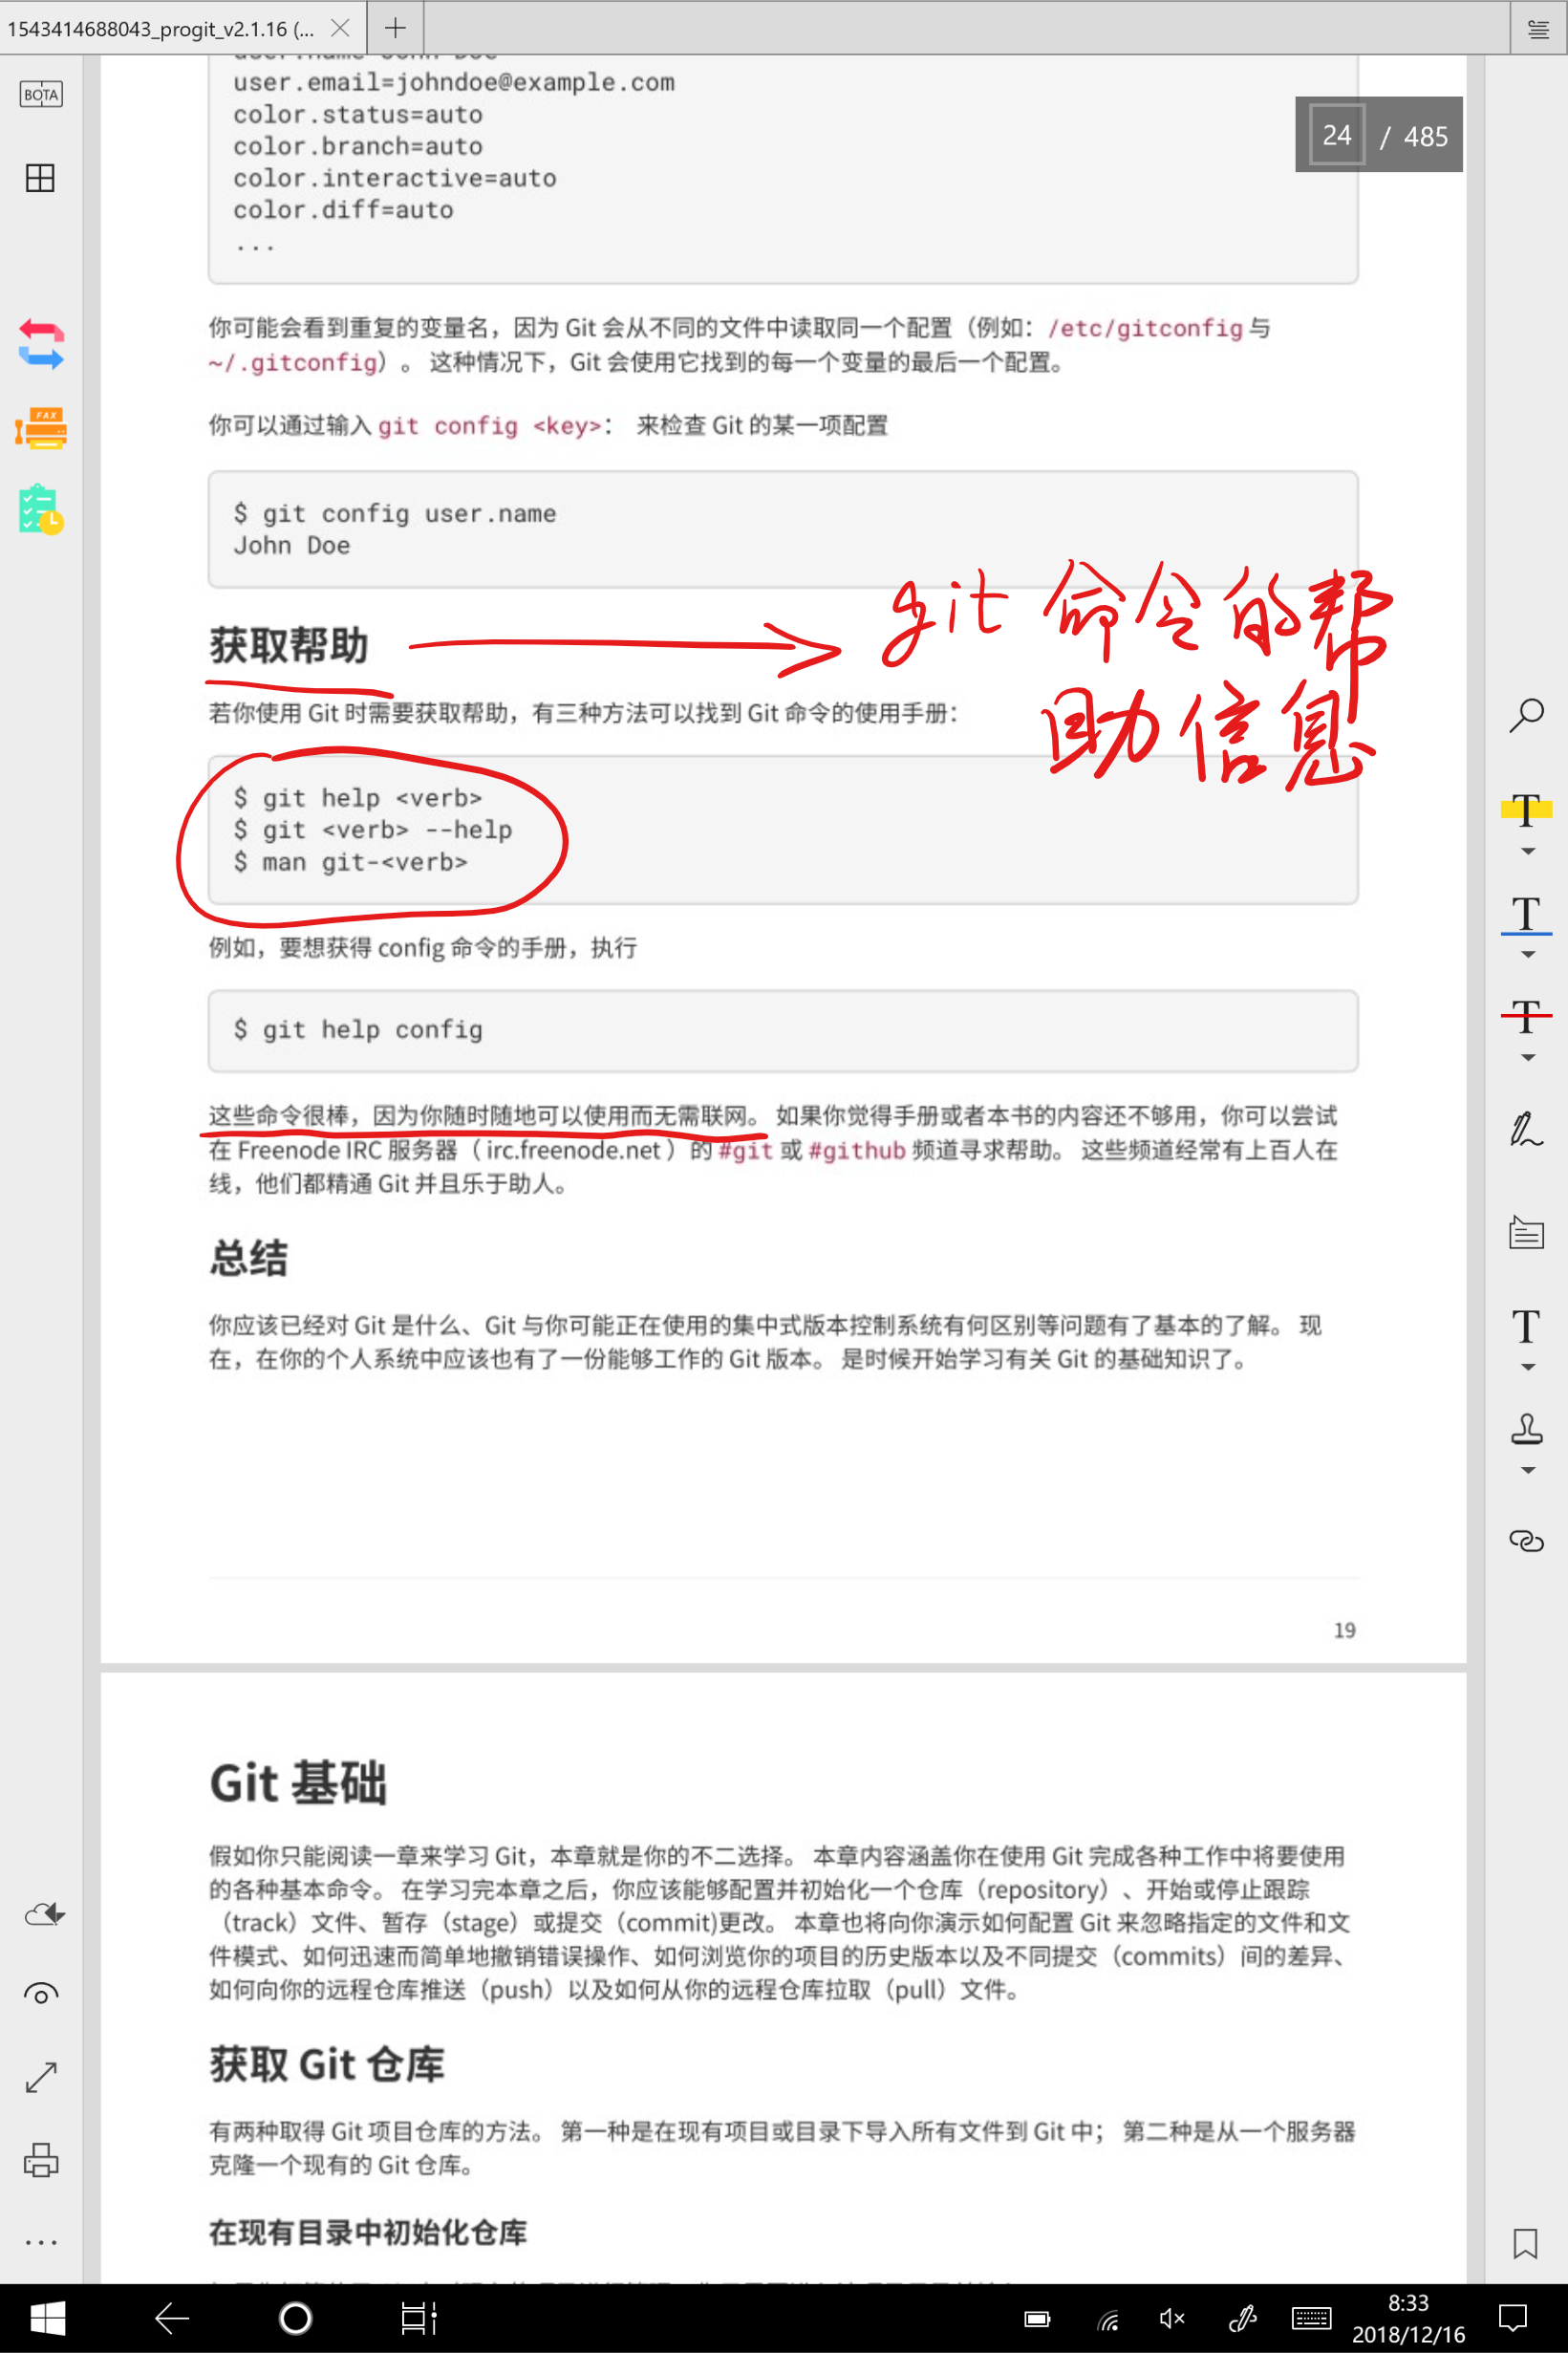 1543414688043_progit_v2.1.16 (...
BOTA
24 / 485
user.email=johndoe@example.com
color.status=auto
color.branch=auto
color.interactive=auto
color.diff=auto
...
你可能会看到重复的变量名，因为 Git 会从不同的文件中读取同一个配置（例如：/etc/gitconfig 与
~/.gitconfig）。 这种情况下，Git 会使用它找到的每一个变量的最后一个配置。
你可以通过输入 git config <key>： 来检查 Git 的某一项配置
$ git config user.name
John Doe
获取帮助
git 命令的帮
助信息
若你使用 Git 时需要获取帮助，有三种方法可以找到 Git 命令的使用手册：
$ git help <verb>
$ git <verb> --help
$ man git-<verb>
例如，要想获得 config 命令的手册，执行
$ git help config
这些命令很棒，因为你随时随地可以使用而无需联网。 如果你觉得手册或者本书的内容还不够用，你可以尝试
在 Freenode IRC 服务器（ irc.freenode.net ）的 #git 或 #github 频道寻求帮助。 这些频道经常有上百人在
线，他们都精通 Git 并且乐于助人。
总结
你应该已经对 Git 是什么、Git 与你可能正在使用的集中式版本控制系统有何区别等问题有了基本的了解。 现
在，在你的个人系统中应该也有了一份能够工作的 Git 版本。 是时候开始学习有关 Git 的基础知识了。
19
Git 基础
假如你只能阅读一章来学习 Git，本章就是你的不二选择。 本章内容涵盖你在使用 Git 完成各种工作中将要使用
的各种基本命令。 在学习完本章之后，你应该能够配置并初始化一个仓库（repository）、开始或停止跟踪
（track）文件、暂存（stage）或提交（commit)更改。 本章也将向你演示如何配置 Git 来忽略指定的文件和文
件模式、如何迅速而简单地撤销错误操作、如何浏览你的项目的历史版本以及不同提交（commits）间的差异、
如何向你的远程仓库推送（push）以及如何从你的远程仓库拉取（pull）文件。
获取 Git 仓库
有两种取得 Git 项目仓库的方法。 第一种是在现有项目或目录下导入所有文件到 Git 中； 第二种是从一个服务器
克隆一个现有的 Git 仓库。
在现有目录中初始化仓库
FAX
T
T
T
T
8:33
2018/12/16